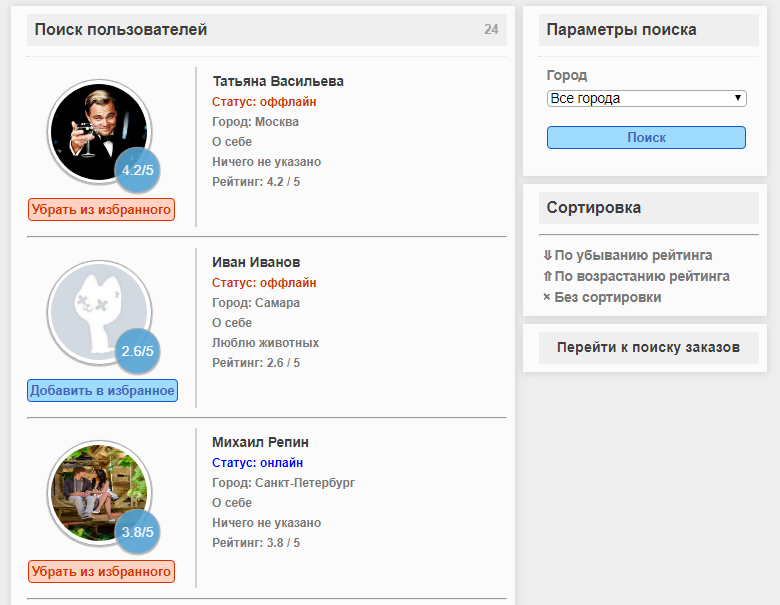 Поиск пользователей 24
4.2/5
Убрать из избранного
Татьяна Васильева
Статус: оффлайн
Город: Москва
О себе
Ничего не указано
Рейтинг: 4.2 / 5
2.6/5
Добавить в избранное
Иван Иванов
Статус: оффлайн
Город: Самара
О себе
Люблю животных
Рейтинг: 2.6 / 5
3.8/5
Убрать из избранного
Михаил Репин
Статус: онлайн
Город: Санкт-Петербург
О себе
Ничего не указано
Рейтинг: 3.8 / 5
Параметры поиска
Город
Все города
Поиск
Сортировка
⇓По убыванию рейтинга
⇑По возрастанию рейтинга
× Без сортировки
Перейти к поиску заказов